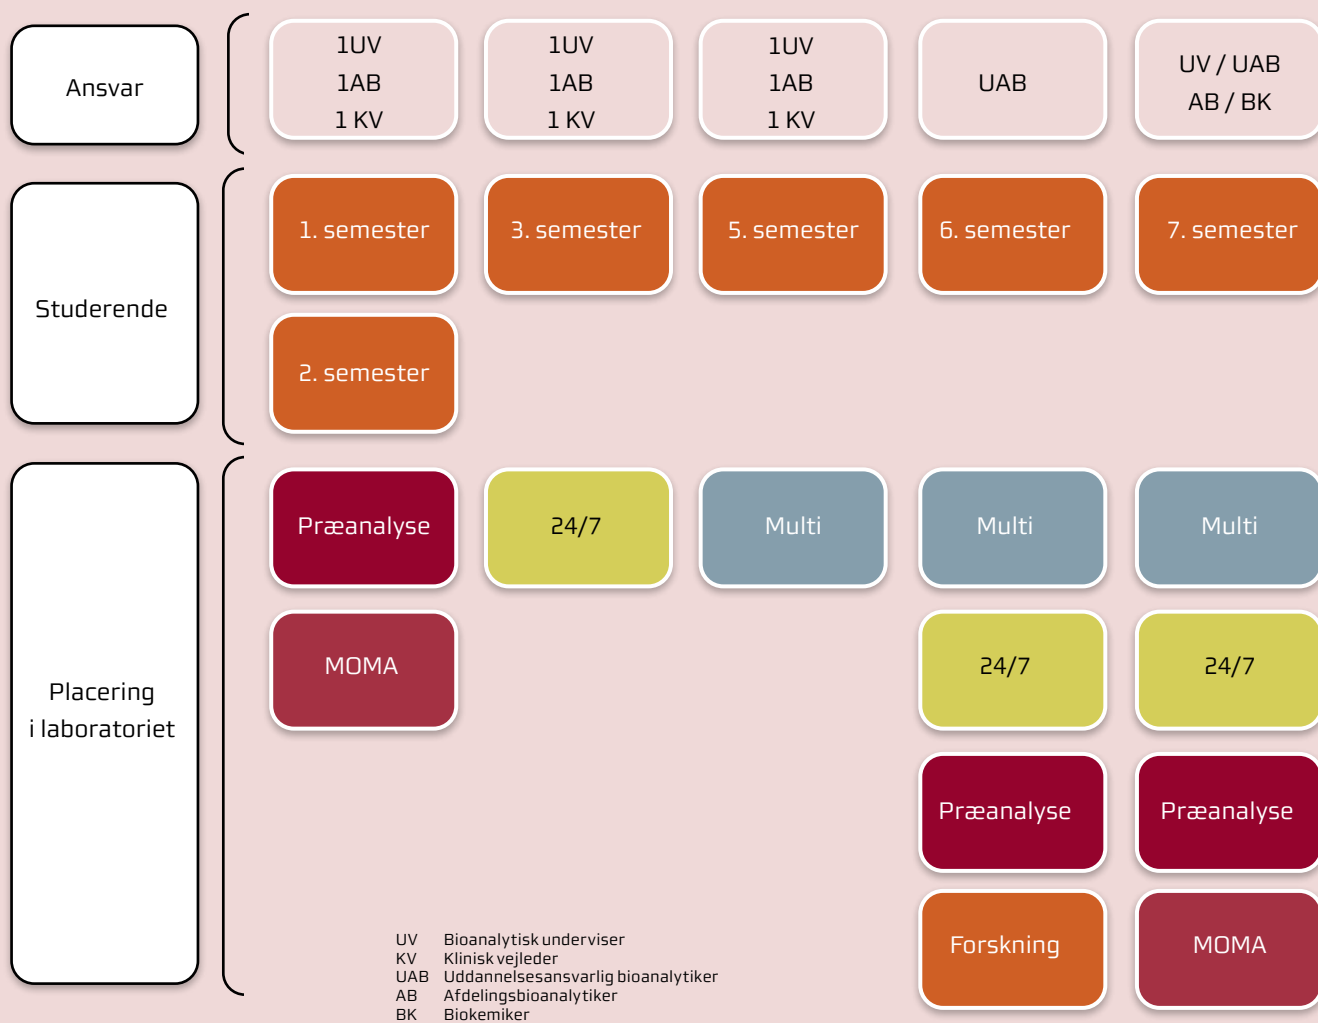 Ansvar
1UV
1AB
1 KV
1UV
1AB
1 KV
1UV
1AB
1 KV
UAB
UV / UAB
AB / BK
Studerende
1. semester
3. semester
5. semester
6. semester
7. semester
2. semester
Placering
i laboratoriet
Præanalyse
24/7
Multi
Multi
Multi
MOMA
24/7
24/7
Præanalyse
Præanalyse
Forskning
MOMA
UV Bioanalytisk underviser
KV Klinisk vejleder
UAB Uddannelsesansvarlig bioanalytiker
AB Afdelingsbioanalytiker
BK Biokemiker